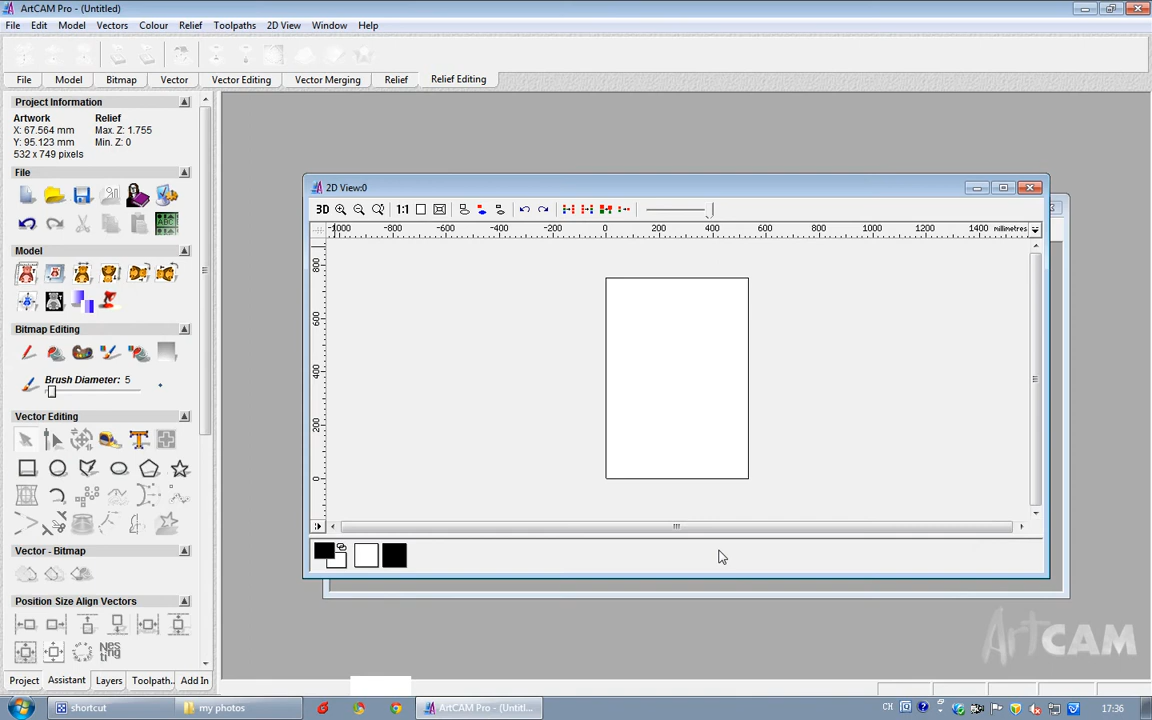 ArtCAM Pro - (Untitled)
File Edit Model Vectors Colour Relief Toolpaths 2D View Window Help
File Model Bitmap Vector Vector Editing Vector Merging Relief Relief Editing
Project Information
Artwork Relief
X: 67.564 mm Max. Z: 1.755
Y: 95.123 mm Min. Z: 0
532 x 749 pixels
File
ABC
Model
Bitmap Editing
Brush Diameter: 5
Vector Editing
Vector - Bitmap
Position Size Align Vectors
Nes
ting
Project Assistant Layers Toolpath.. Add In
2D View:0
3D 1:1
-1000 -800 -600 -400 -200 0 200 400 600 800 1000 1200 1400 millimetres
800
600
400
200
0
ArtCAM
shortcut my photos ArtCAM Pro - (Untitl... CH 17:36